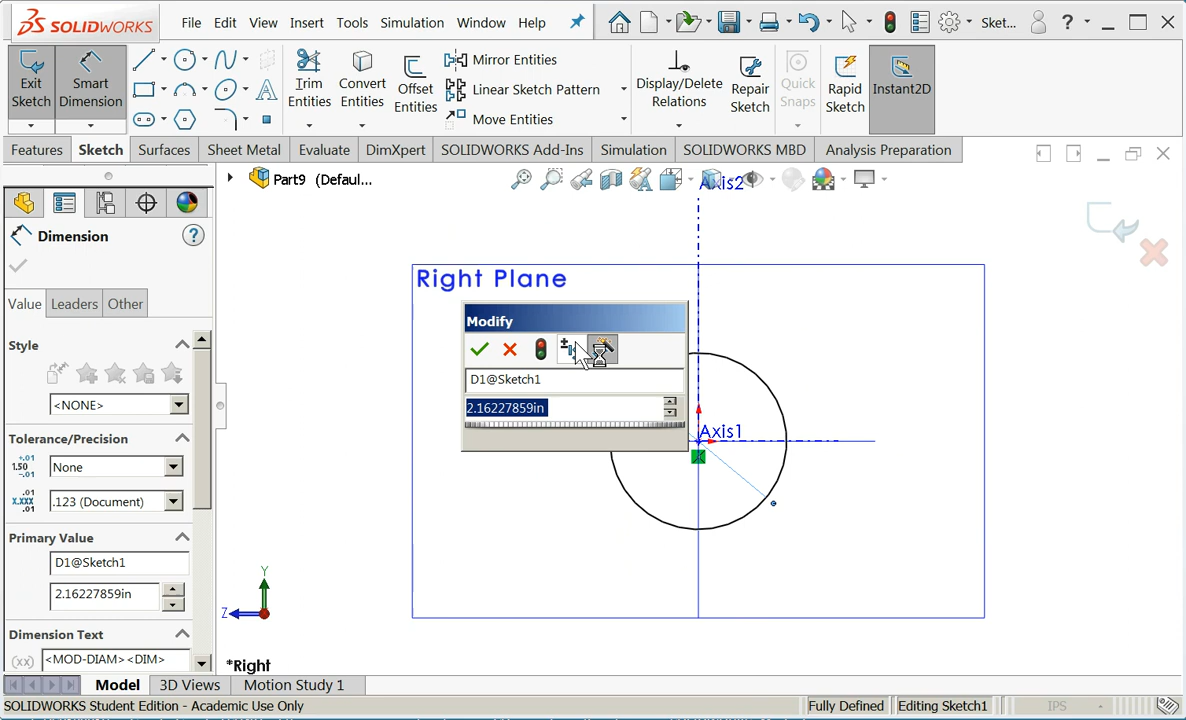 SOLIDWORKS File Edit View Insert Tools Simulation Window Help Sket... ?
Exit Sketch
Smart Dimension
Trim Entities
Convert Entities
Offset Entities
Mirror Entities
Linear Sketch Pattern
Move Entities
Display/Delete Relations
Repair Sketch
Quick Snaps
Rapid Sketch
Instant2D
Features Sketch Surfaces Sheet Metal Evaluate DimXpert SOLIDWORKS Add-Ins Simulation SOLIDWORKS MBD Analysis Preparation
Part9 (Defaul...
Axis2
Dimension ?
Value Leaders Other
Style
<NONE>
Tolerance/Precision
None
.123 (Document)
Primary Value
D1@Sketch1
2.16227859in
Dimension Text
(xx) <MOD-DIAM><DIM>
Right Plane
Modify
D1@Sketch1
2.16227859in
Axis1
Y
Z
*Right
Model 3D Views Motion Study 1
SOLIDWORKS Student Edition - Academic Use Only Fully Defined Editing Sketch1 IPS